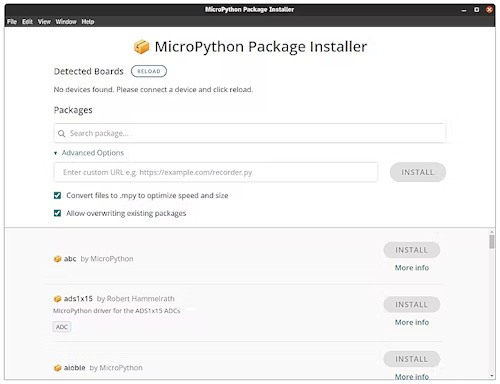 MicroPython Package Installer
File Edit View Window Help
MicroPython Package Installer
Detected Boards RELOAD
No devices found. Please connect a device and click reload.
Packages
Search package...
Advanced Options
Enter custom URL e.g. https://example.com/recorder.py INSTALL
Convert files to .mpy to optimize speed and size
Allow overwriting existing packages
abc by MicroPython INSTALL
More info
ads1x15 by Robert Hammelrath INSTALL
MicroPython driver for the ADS1x15 ADCs
ADC More info
aioble by MicroPython INSTALL
More info